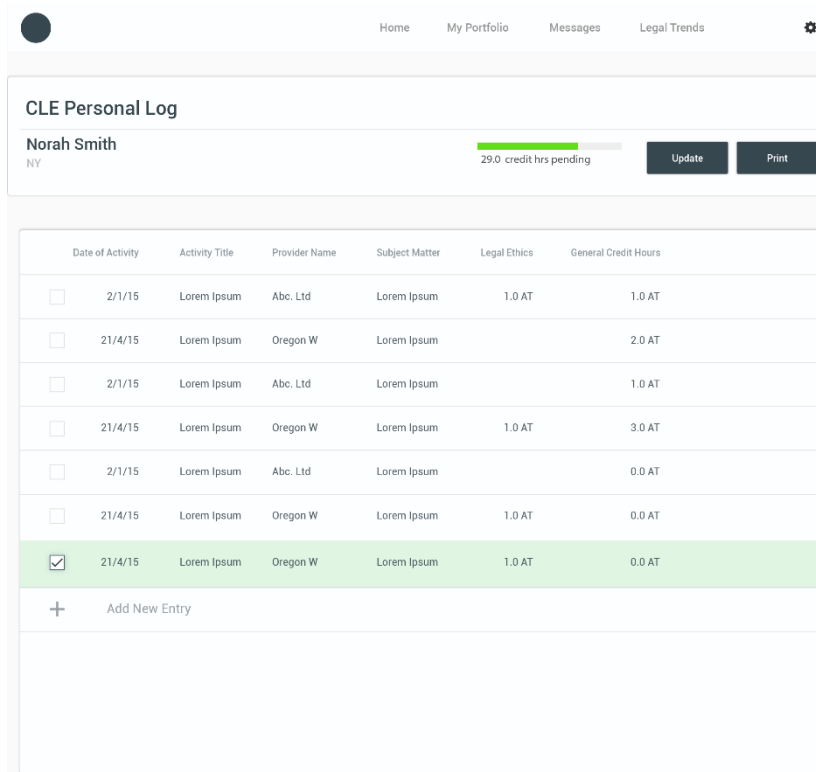 Home My Portfolio Messages Legal Trends
CLE Personal Log
Norah Smith
NY
29.0 credit hrs pending
Update Print
Date of Activity Activity Title Provider Name Subject Matter Legal Ethics General Credit Hours
2/1/15 Lorem Ipsum Abc. Ltd Lorem Ipsum 1.0 AT 1.0 AT
21/4/15 Lorem Ipsum Oregon W Lorem Ipsum 2.0 AT
2/1/15 Lorem Ipsum Abc. Ltd Lorem Ipsum 1.0 AT
21/4/15 Lorem Ipsum Oregon W Lorem Ipsum 1.0 AT 3.0 AT
2/1/15 Lorem Ipsum Abc. Ltd Lorem Ipsum 0.0 AT
21/4/15 Lorem Ipsum Oregon W Lorem Ipsum 1.0 AT 0.0 AT
21/4/15 Lorem Ipsum Oregon W Lorem Ipsum 1.0 AT 0.0 AT
Add New Entry